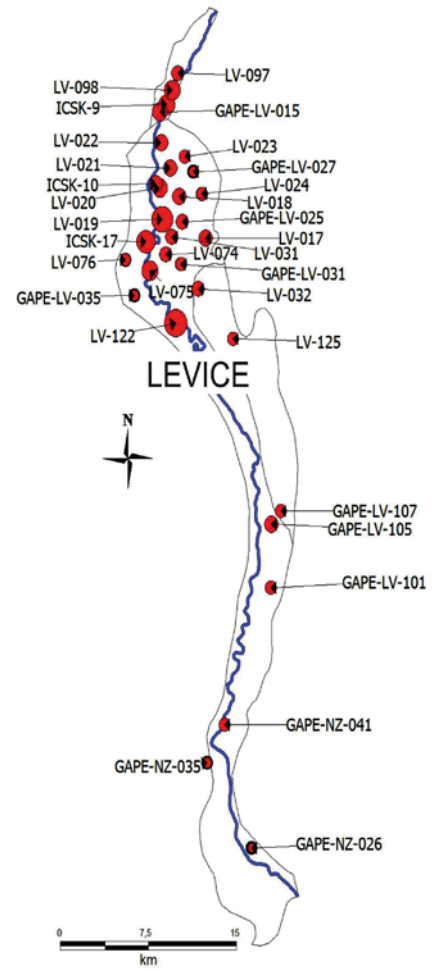 LV-097
LV-098
ICSK-9
GAPE-LV-015
LV-022
LV-023
LV-021
GAPE-LV-027
ICSK-10
LV-024
LV-020
LV-018
LV-019
GAPE-LV-025
ICSK-17
LV-017
LV-031
LV-076
LV-074
GAPE-LV-031
GAPE-LV-035
LV-075
LV-032
LV-122
LV-125
LEVICE
N
GAPE-LV-107
GAPE-LV-105
GAPE-LV-101
GAPE-NZ-041
GAPE-NZ-035
GAPE-NZ-026
0 7,5 15
km